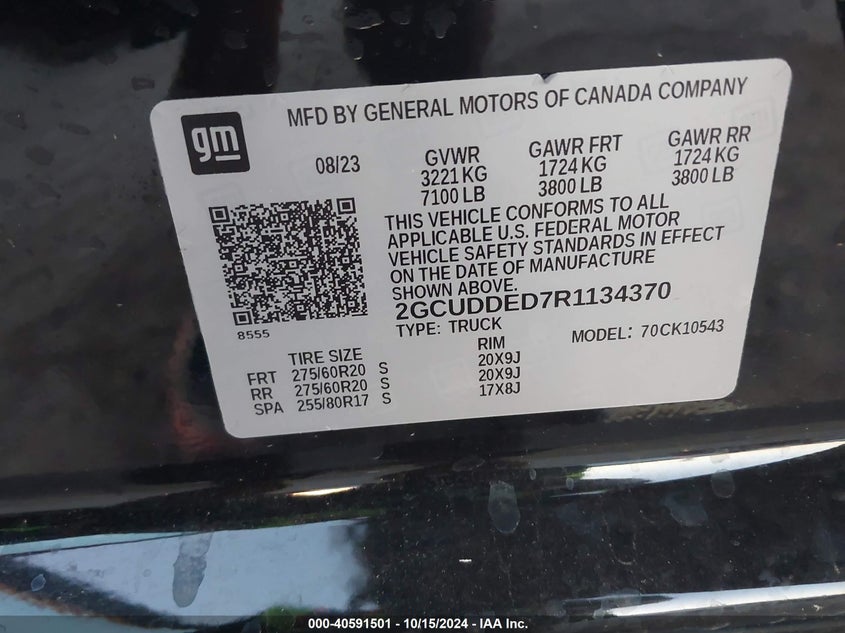 MFD BY GENERAL MOTORS OF CANADA COMPANY
gm
08/23
GVWR
3221 KG
7100 LB
GAWR FRT
1724 KG
3800 LB
GAWR RR
1724 KG
3800 LB
THIS VEHICLE CONFORMS TO ALL
APPLICABLE U.S. FEDERAL MOTOR
VEHICLE SAFETY STANDARDS IN EFFECT
ON THE DATE OF MANUFACTURE
SHOWN ABOVE.
2GCUDDED7R1134370
8555
TYPE: TRUCK
MODEL: 70CK10543
TIRE SIZE
RIM
FRT 275/60R20 S 20X9J
RR 275/60R20 S 20X9J
SPA 255/80R17 S 17X8J
000-40591501 - 10/15/2024 - IAA Inc.